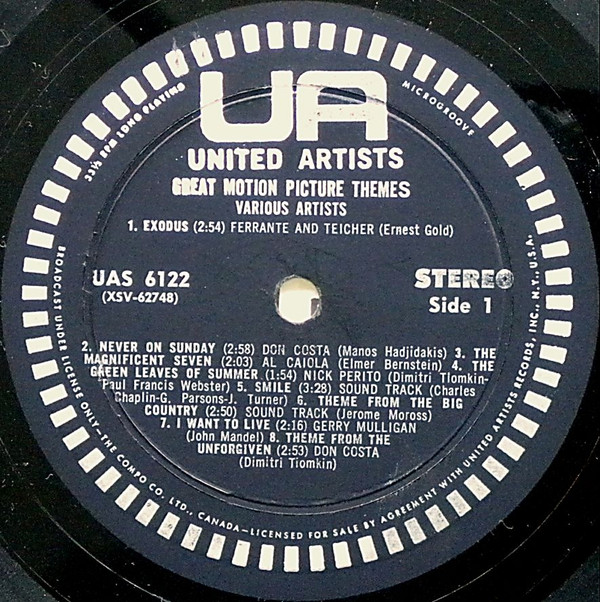 UA
UNITED ARTISTS
33⅓ RPM LONG PLAYING
MICROGROOVE
GREAT MOTION PICTURE THEMES
VARIOUS ARTISTS
1. EXODUS (2:54) FERRANTE AND TEICHER (Ernest Gold)
UAS 6122
(XSV-62748)
STEREO
Side 1
2. NEVER ON SUNDAY (2:58) DON COSTA (Manos Hadjidakis) 3. THE
MAGNIFICENT SEVEN (2:03) AL CAIOLA (Elmer Bernstein) 4. THE
GREEN LEAVES OF SUMMER (1:54) NICK PERITO (Dimitri Tiomkin-
Paul Francis Webster) 5. SMILE (3:28) SOUND TRACK (Charles
Chaplin-G. Parsons-J. Turner) 6. THEME FROM THE BIG
COUNTRY (2:50) SOUND TRACK (Jerome Moross)
7. I WANT TO LIVE (2:16) GERRY MULLIGAN
(John Mandel) 8. THEME FROM THE
UNFORGIVEN (2:53) DON COSTA
(Dimitri Tiomkin)
BROADCAST UNDER LICENSE ONLY—THE COMPO CO. LTD., CANADA—LICENSED FOR SALE BY AGREEMENT WITH UNITED ARTISTS RECORDS, INC., N.Y., U.S.A.